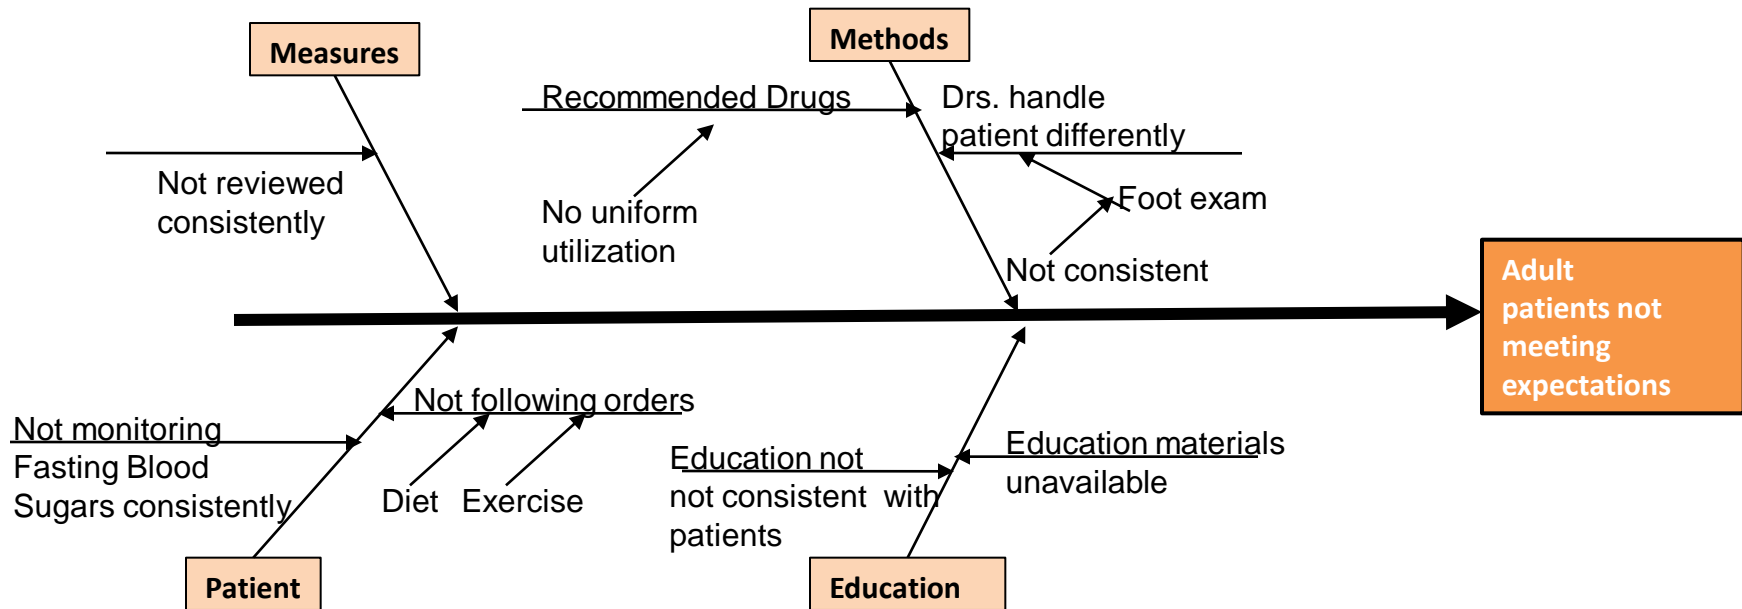 Measures
Methods
Recommended Drugs
Drs. handle
patient differently
Not reviewed
consistently
No uniform
utilization
Foot exam
Not consistent
Adult
patients not
meeting
expectations
Not following orders
Not monitoring
Fasting Blood
Sugars consistently
Diet
Exercise
Education not
not consistent with
patients
Education materials
unavailable
Patient
Education